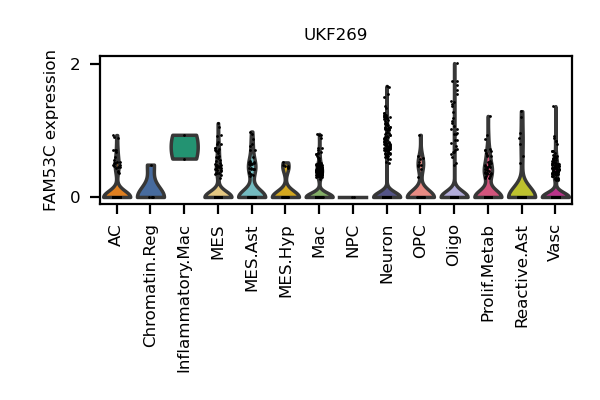 UKF269
FAM53C expression
2
0
AC
Chromatin.Reg
Inflammatory.Mac
MES
MES.Ast
MES.Hyp
Mac
NPC
Neuron
OPC
Oligo
Prolif.Metab
Reactive.Ast
Vasc